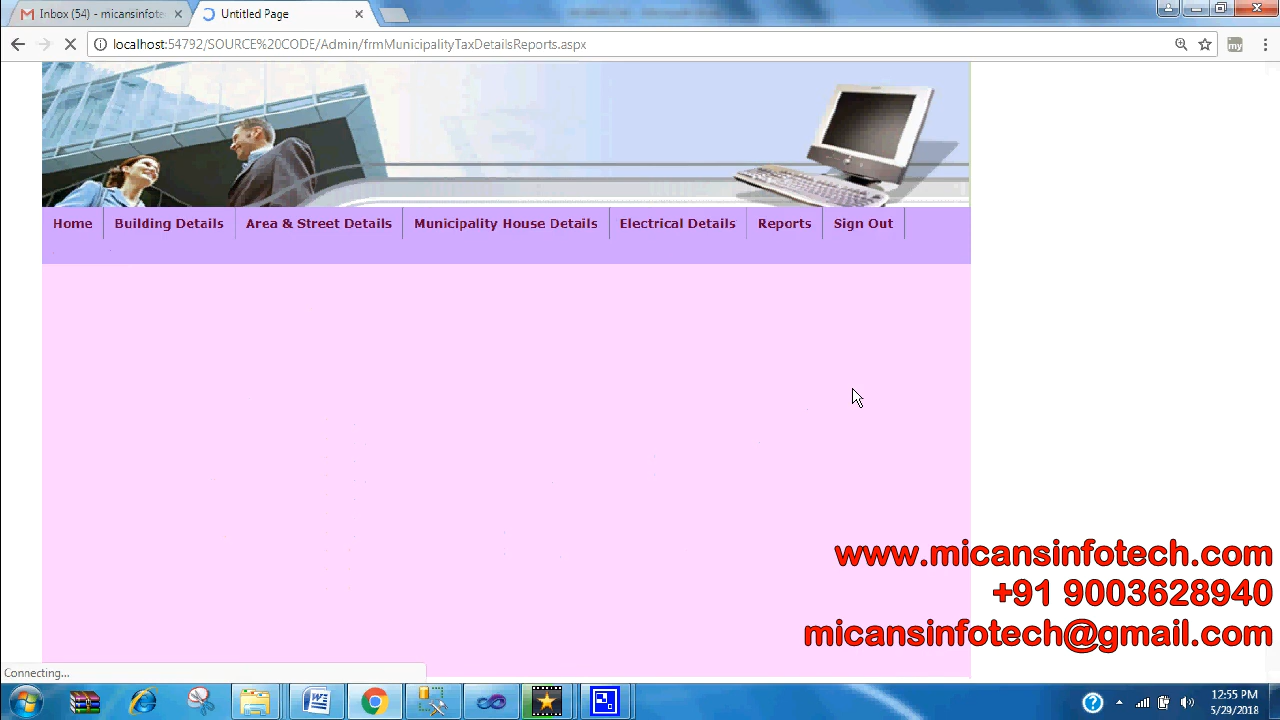 Inbox (54) - micansinfote
Untitled Page
localhost:54792/SOURCE%20CODE/Admin/frmMunicipalityTaxDetailsReports.aspx
my
Home
Building Details
Area & Street Details
Municipality House Details
Electrical Details
Reports
Sign Out
www.micansinfotech.com
+91 9003628940
micansinfotech@gmail.com
Connecting...
12:55 PM
5/29/2018